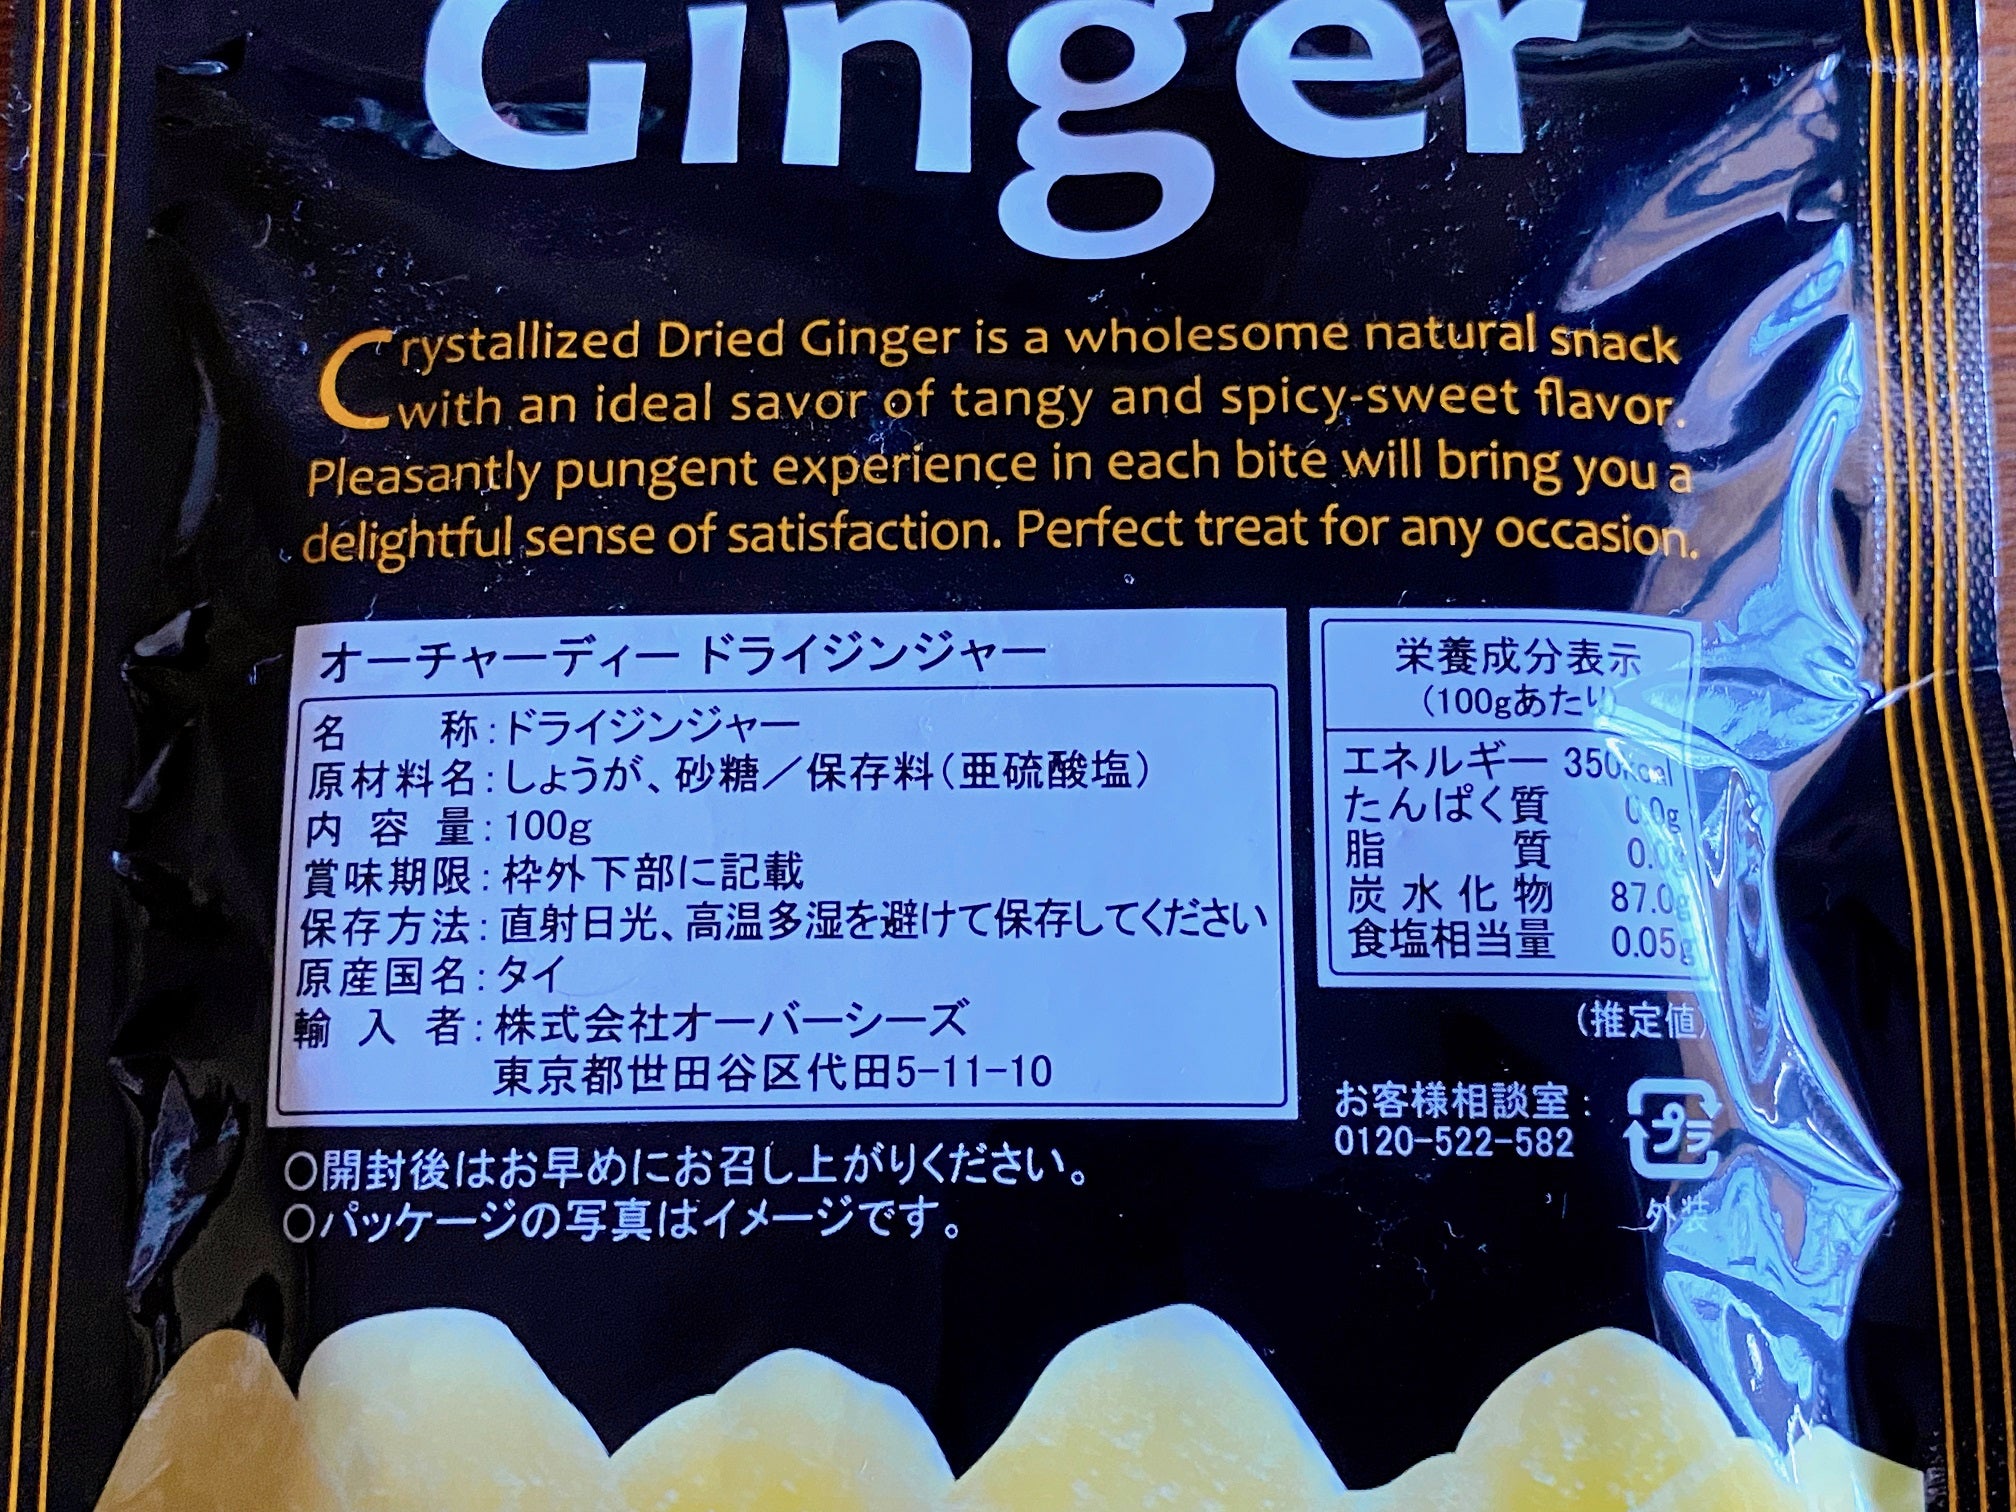 Ginger
Crystallized Dried Ginger is a wholesome natural snack
with an ideal savor of tangy and spicy-sweet flavor.
Pleasantly pungent experience in each bite will bring you a
delightful sense of satisfaction. Perfect treat for any occasion.
オーチャーディー ドライジンジャー
名　　称:ドライジンジャー
原材料名:しょうが、砂糖／保存料(亜硫酸塩)
内 容 量:100g
賞味期限:枠外下部に記載
保存方法:直射日光、高温多湿を避けて保存してください
原産国名:タイ
輸 入 者:株式会社オーバーシーズ
東京都世田谷区代田5-11-10
栄養成分表示
(100gあたり)
エネルギー 350kcal
たんぱく質 0.0g
脂　　質 0.0g
炭 水 化 物 87.0g
食塩相当量 0.05g
(推定値)
お客様相談室:
0120-522-582
プラ
外装
○開封後はお早めにお召し上がりください。
○パッケージの写真はイメージです。